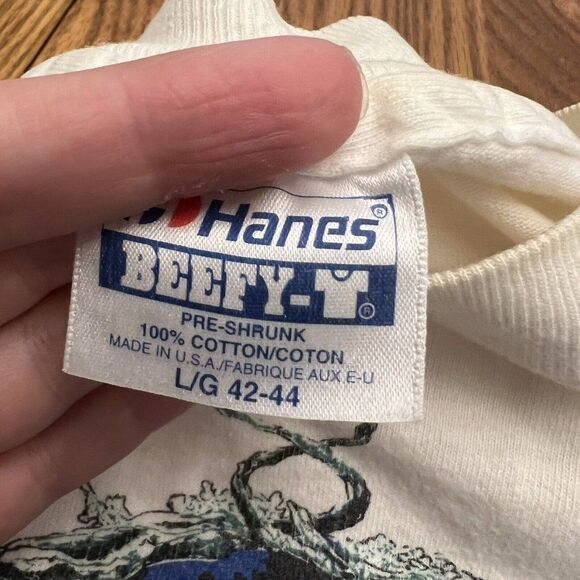 Hanes®
BEEFY-T®
PRE-SHRUNK
100% COTTON/COTON
MADE IN U.S.A./FABRIQUE AUX E-U
L/G 42-44